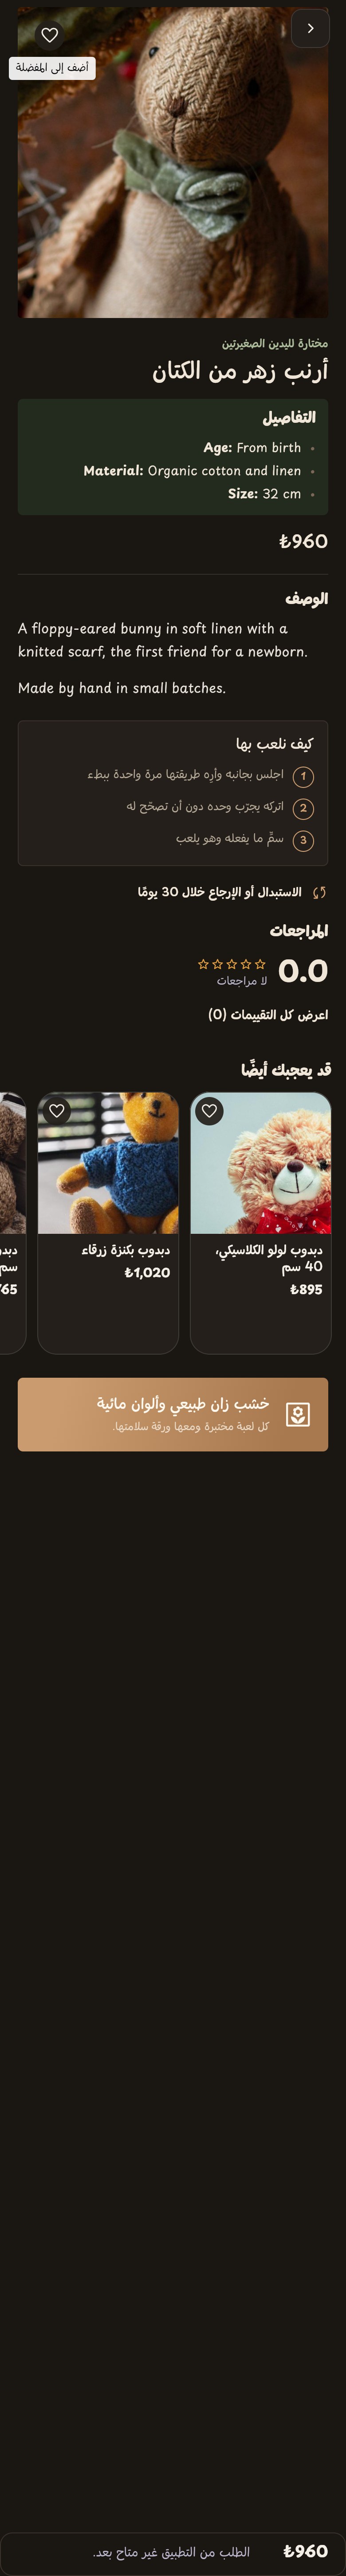 أضف إلى المفضلة
مختارة لليدين الصغيرتين
أرنب زهر من الكتان
التفاصيل
Age: From birth
Material: Organic cotton and linen
Size: 32 cm
₺960
الوصف
A floppy-eared bunny in soft linen with a
knitted scarf, the first friend for a newborn.
Made by hand in small batches.
كيف نلعب بها
1 اجلس بجانبه وأرِه طريقتها مرة واحدة ببطء
2 اتركه يجرّب وحده دون أن تصحّح له
3 سمِّ ما يفعله وهو يلعب
الاستبدال أو الإرجاع خلال 30 يومًا
المراجعات
0.0
لا مراجعات
اعرض كل التقييمات (0)
قد يعجبك أيضًا
دبدوب لولو الكلاسيكي،
40 سم
₺895
دبدوب بكنزة زرقاء
₺1,020
خشب زان طبيعي وألوان مائية
كل لعبة مختبرة ومعها ورقة سلامتها.
₺960
الطلب من التطبيق غير متاح بعد.